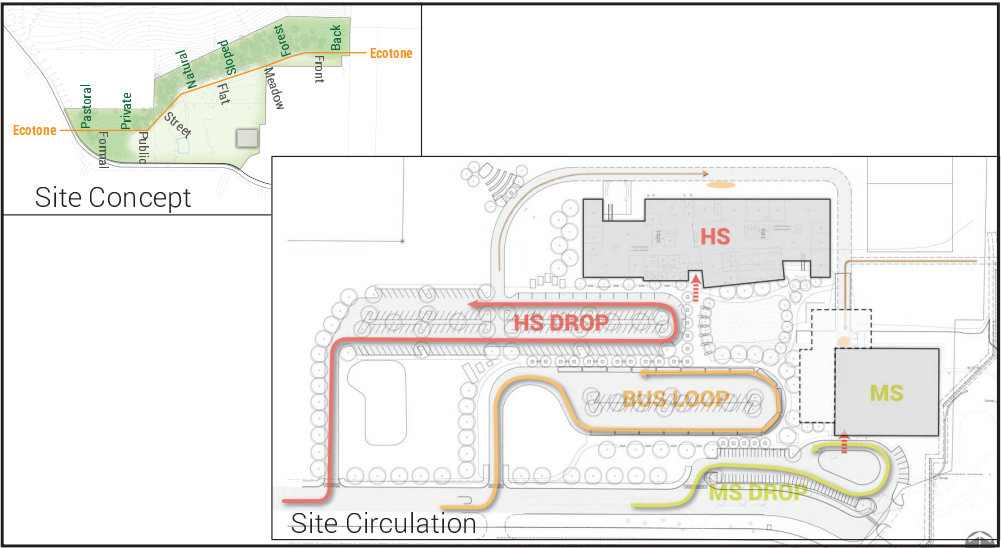 Ecotone
Pastoral
Private
Natural
Sloped
Forest
Back
Ecotone
Formal
Public
Street
Flat
Meadow
Front
Site Concept
HS
HS DROP
BUS LOOP
MS
MS DROP
Site Circulation